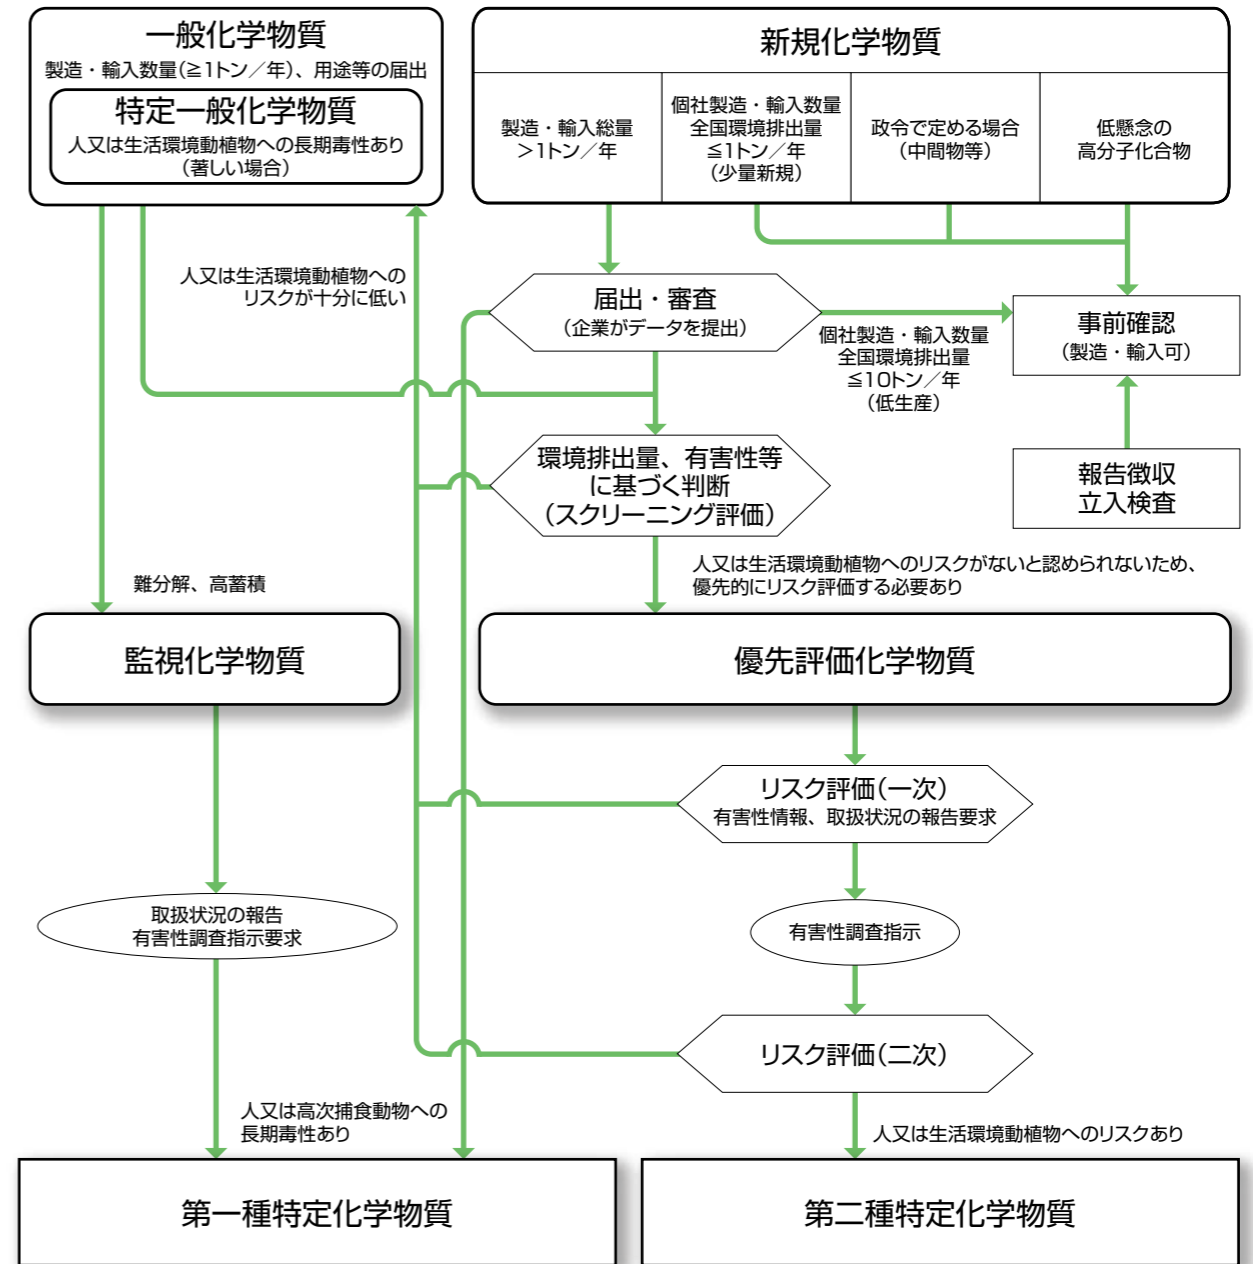 一般化学物質
製造・輸入数量(≧1トン／年)、用途等の届出
特定一般化学物質
人又は生活環境動植物への長期毒性あり
(著しい場合)
新規化学物質
製造・輸入総量
＞1トン／年
個社製造・輸入数量
全国環境排出量
≦1トン／年
(少量新規)
政令で定める場合
(中間物等)
低懸念の
高分子化合物
人又は生活環境動植物への
リスクが十分に低い
届出・審査
(企業がデータを提出)
個社製造・輸入数量
全国環境排出量
≦10トン／年
(低生産)
事前確認
(製造・輸入可)
環境排出量、有害性等
に基づく判断
(スクリーニング評価)
報告徴収
立入検査
難分解、高蓄積
人又は生活環境動植物へのリスクがないと認められないため、
優先的にリスク評価する必要あり
監視化学物質
優先評価化学物質
リスク評価(一次)
有害性情報、取扱状況の報告要求
取扱状況の報告
有害性調査指示要求
有害性調査指示
リスク評価(二次)
人又は高次捕食動物への
長期毒性あり
人又は生活環境動植物へのリスクあり
第一種特定化学物質
第二種特定化学物質